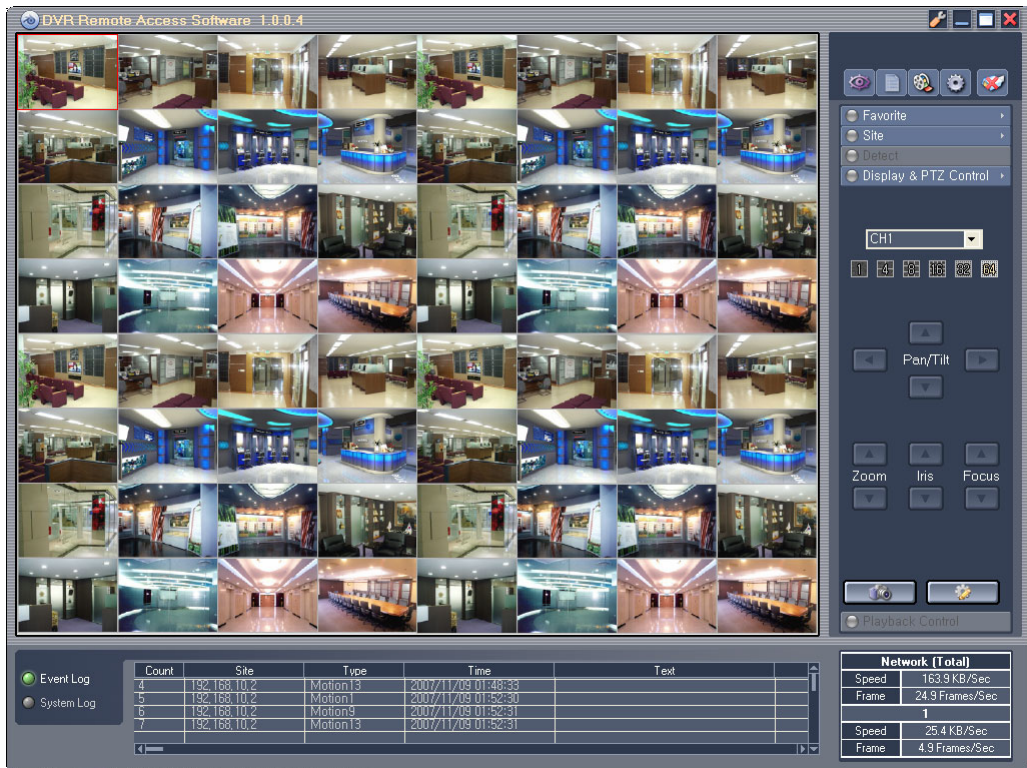 DVR Remote Access Software 1.0.0.4
Favorite
Site
Detect
Display & PTZ Control
CH1
1 4 8 16 32 64
Pan/Tilt
Zoom Iris Focus
Playback Control
Event Log
System Log
Count Site Type Time Text
4 192,168,10,2 Motion13 2007/11/09 01:48:33
5 192,168,10,2 Motion1 2007/11/09 01:52:30
6 192,168,10,2 Motion9 2007/11/09 01:52:31
7 192,168,10,2 Motion13 2007/11/09 01:52:31
Network (Total)
Speed 163.9 KB/Sec
Frame 24.9 Frames/Sec
1
Speed 25.4 KB/Sec
Frame 4.9 Frames/Sec